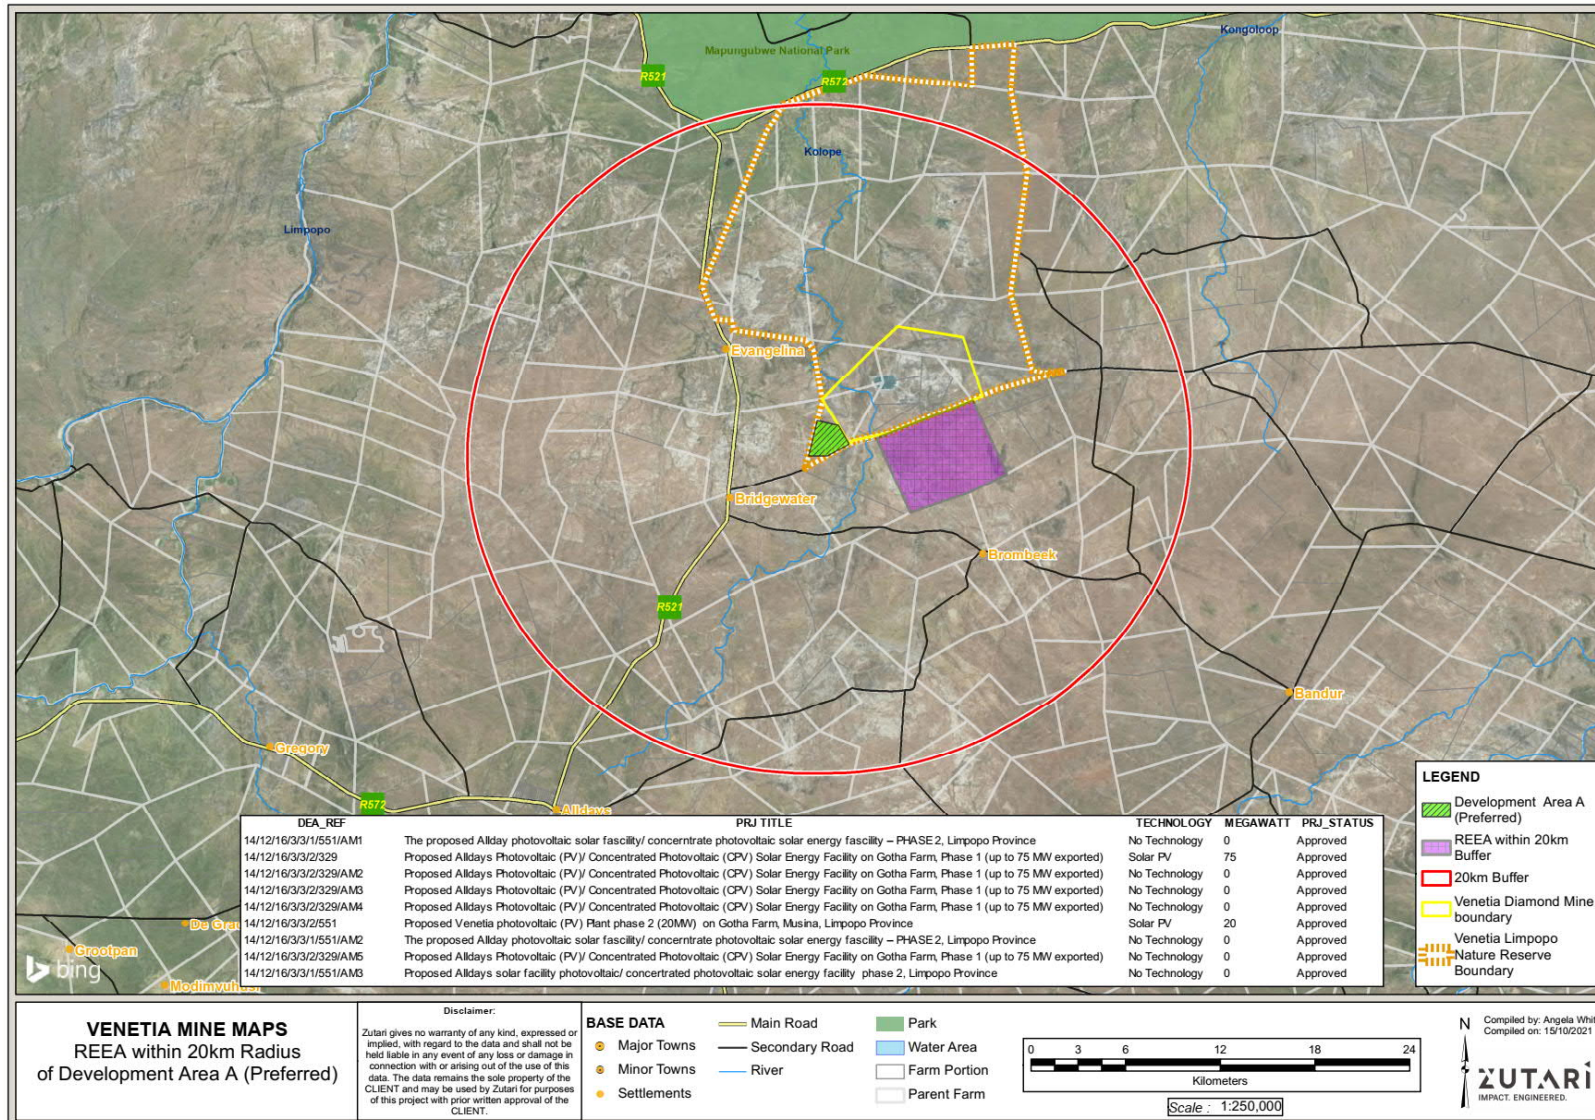 Mapungubwe National Park
Kongoloop
R521
R572
Kolope
Limpopo
Evangelina
Bridgewater
Brombeek
R521
Bandur
Gregory
R572
Alldays
Grootpan
bing
LEGEND
Development Area A
(Preferred)
REEA within 20km
Buffer
20km Buffer
Venetia Diamond Mine
boundary
Venetia Limpopo
Nature Reserve
Boundary
DEA_REF PRJ TITLE TECHNOLOGY MEGAWATT PRJ_STATUS
14/12/16/3/3/1/551/AM1 The proposed Allday photovoltaic solar fascility/ concerntrate photovoltaic solar energy fascility – PHASE 2, Limpopo Province No Technology 0 Approved
14/12/16/3/3/2/329 Proposed Alldays Photovoltaic (PV)/ Concentrated Photovoltaic (CPV) Solar Energy Facility on Gotha Farm, Phase 1 (up to 75 MW exported) Solar PV 75 Approved
14/12/16/3/3/2/329/AM2 Proposed Alldays Photovoltaic (PV)/ Concentrated Photovoltaic (CPV) Solar Energy Facility on Gotha Farm, Phase 1 (up to 75 MW exported) No Technology 0 Approved
14/12/16/3/3/2/329/AM3 Proposed Alldays Photovoltaic (PV)/ Concentrated Photovoltaic (CPV) Solar Energy Facility on Gotha Farm, Phase 1 (up to 75 MW exported) No Technology 0 Approved
14/12/16/3/3/2/329/AM4 Proposed Alldays Photovoltaic (PV)/ Concentrated Photovoltaic (CPV) Solar Energy Facility on Gotha Farm, Phase 1 (up to 75 MW exported) No Technology 0 Approved
14/12/16/3/3/2/551 Proposed Venetia photovoltaic (PV) Plant phase 2 (20MW) on Gotha Farm, Musina, Limpopo Province Solar PV 20 Approved
14/12/16/3/3/1/551/AM2 The proposed Allday photovoltaic solar fascility/ concerntrate photovoltaic solar energy fascility – PHASE 2, Limpopo Province No Technology 0 Approved
14/12/16/3/3/2/329/AM5 Proposed Alldays Photovoltaic (PV)/ Concentrated Photovoltaic (CPV) Solar Energy Facility on Gotha Farm, Phase 1 (up to 75 MW exported) No Technology 0 Approved
14/12/16/3/3/1/551/AM3 Proposed Alldays solar facility photovoltaic/ concertrated photovoltaic solar energy facility phase 2, Limpopo Province No Technology 0 Approved
VENETIA MINE MAPS
REEA within 20km Radius
of Development Area A (Preferred)
Disclaimer:
Zutari gives no warranty of any kind, expressed or
implied, with regard to the data and shall not be
held liable in any event of any loss or damage in
connection with or arising out of the use of this
data. The data remains the sole property of the
CLIENT and may be used by Zutari for purposes
of this project with prior written approval of the
CLIENT.
BASE DATA
Major Towns
Minor Towns
Settlements
Main Road
Secondary Road
River
Park
Water Area
Farm Portion
Parent Farm
0 3 6 12 18 24
Kilometers
Scale : 1:250,000
N
Compiled by: Angela Whit
Compiled on: 15/10/2021
ZUTARI
IMPACT. ENGINEERED.